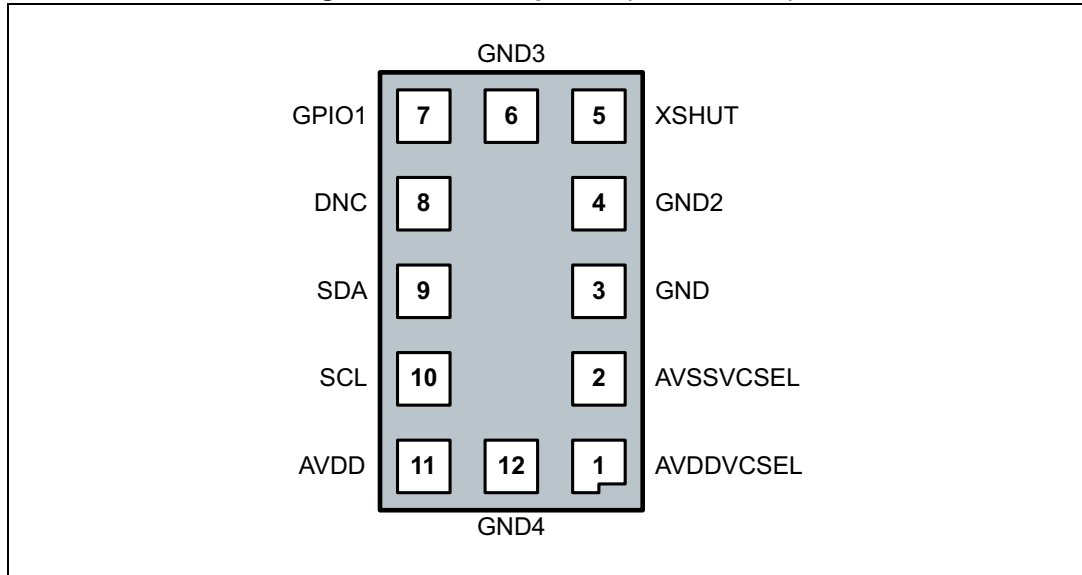 GND3
GPIO1 7 6 5 XSHUT
DNC 8 4 GND2
SDA 9 3 GND
SCL 10 2 AVSSVCSEL
AVDD 11 12 1 AVDDVCSEL
GND4